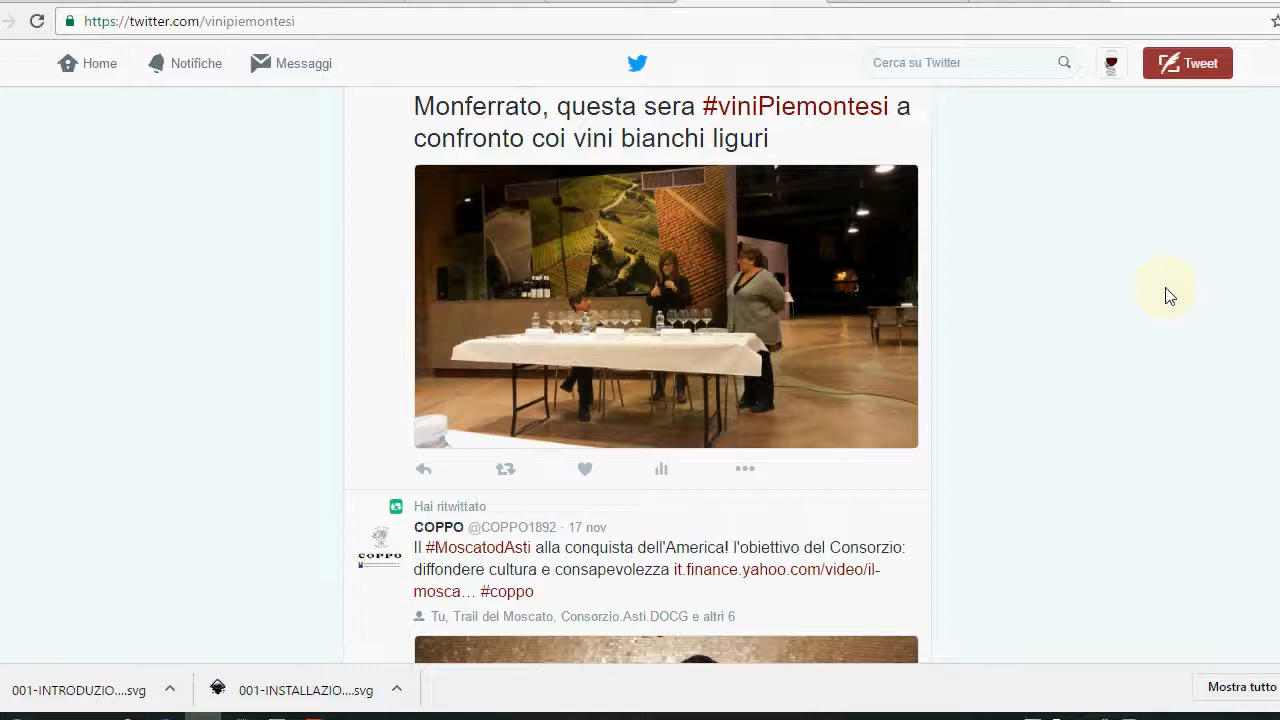 https://twitter.com/vinipiemontesi
Home
Notifiche
Messaggi
Cerca su Twitter
Tweet
Monferrato, questa sera #viniPiemontesi a
confronto coi vini bianchi liguri
Hai ritwittato
COPPO @COPPO1892 · 17 nov
COPPO
Il #MoscatodAsti alla conquista dell'America! l'obiettivo del Consorzio:
diffondere cultura e consapevolezza it.finance.yahoo.com/video/il-
mosca… #coppo
Tu, Trail del Moscato, Consorzio.Asti.DOCG e altri 6
001-INTRODUZIO....svg
001-INSTALLAZIO....svg
Mostra tutto